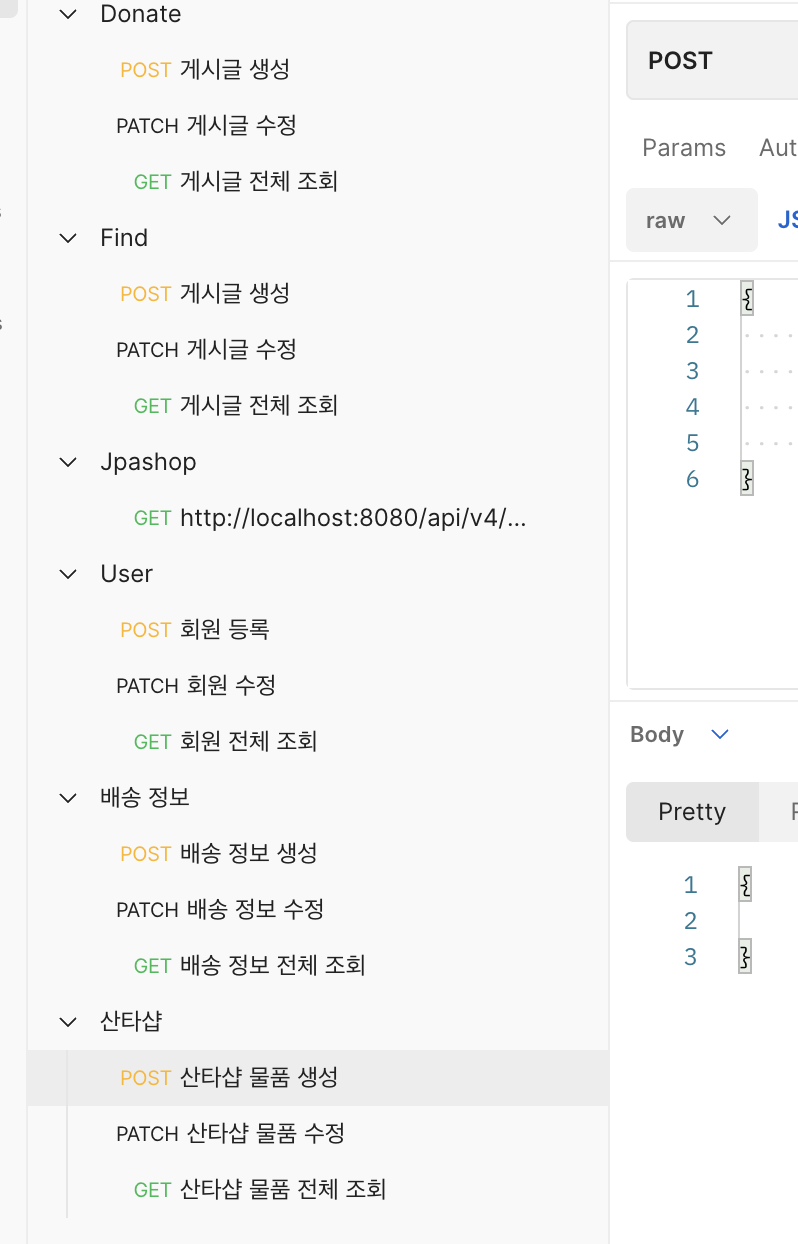 Donate
POST 게시글 생성
PATCH 게시글 수정
GET 게시글 전체 조회
Find
POST 게시글 생성
PATCH 게시글 수정
GET 게시글 전체 조회
Jpashop
GET http://localhost:8080/api/v4/...
User
POST 회원 등록
PATCH 회원 수정
GET 회원 전체 조회
배송 정보
POST 배송 정보 생성
PATCH 배송 정보 수정
GET 배송 정보 전체 조회
산타샵
POST 산타샵 물품 생성
PATCH 산타샵 물품 수정
GET 산타샵 물품 전체 조회
POST
Params Aut
raw JS
1 {
2
3
4
5
6 }
Body
Pretty
1 {
2
3 }